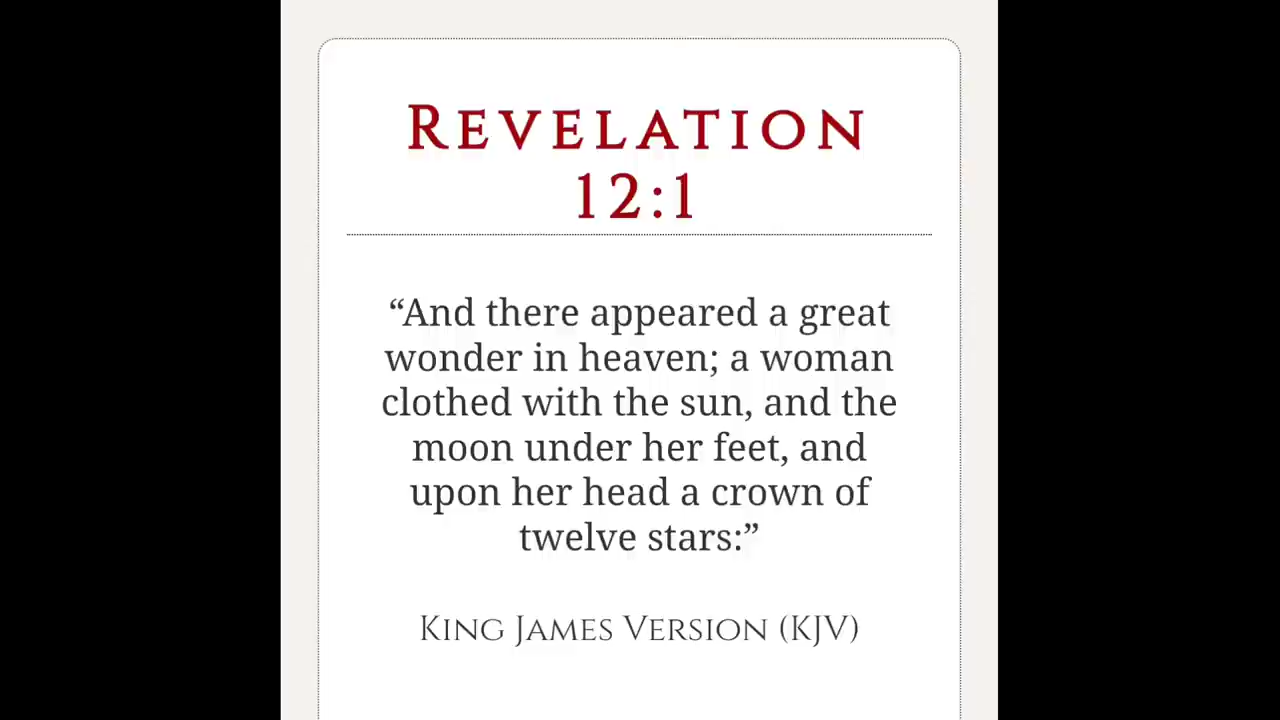 Revelation
12:1
“And there appeared a great
wonder in heaven; a woman
clothed with the sun, and the
moon under her feet, and
upon her head a crown of
twelve stars:”
King James Version (KJV)